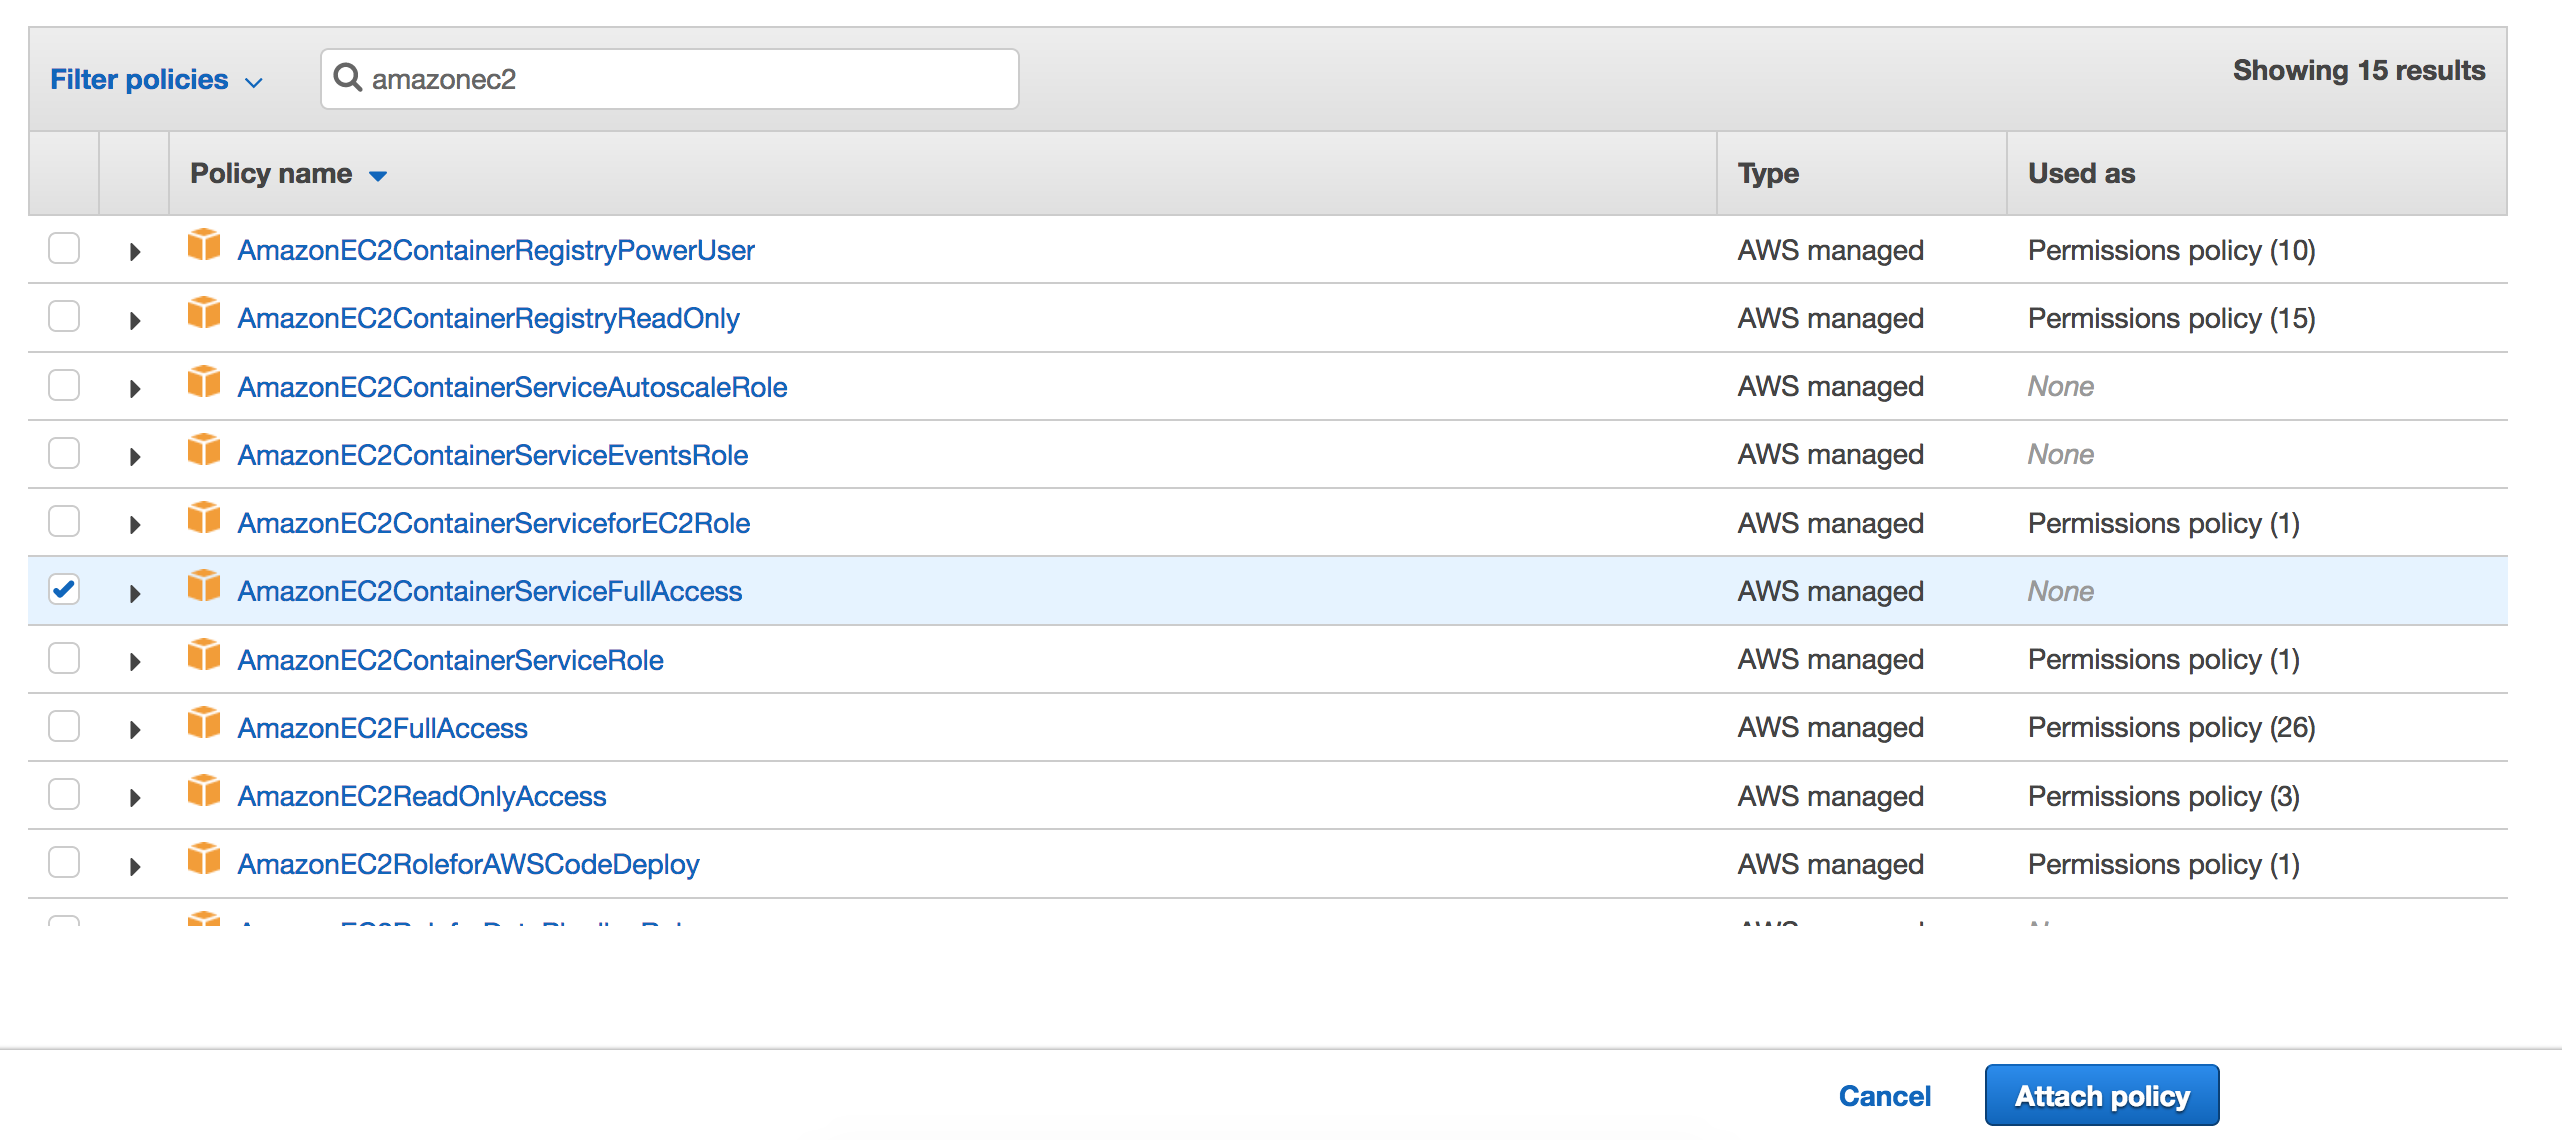 Filter policies amazonec2 Showing 15 results
Policy name Type Used as
AmazonEC2ContainerRegistryPowerUser AWS managed Permissions policy (10)
AmazonEC2ContainerRegistryReadOnly AWS managed Permissions policy (15)
AmazonEC2ContainerServiceAutoscaleRole AWS managed None
AmazonEC2ContainerServiceEventsRole AWS managed None
AmazonEC2ContainerServiceforEC2Role AWS managed Permissions policy (1)
AmazonEC2ContainerServiceFullAccess AWS managed None
AmazonEC2ContainerServiceRole AWS managed Permissions policy (1)
AmazonEC2FullAccess AWS managed Permissions policy (26)
AmazonEC2ReadOnlyAccess AWS managed Permissions policy (3)
AmazonEC2RoleforAWSCodeDeploy AWS managed Permissions policy (1)
Cancel Attach policy